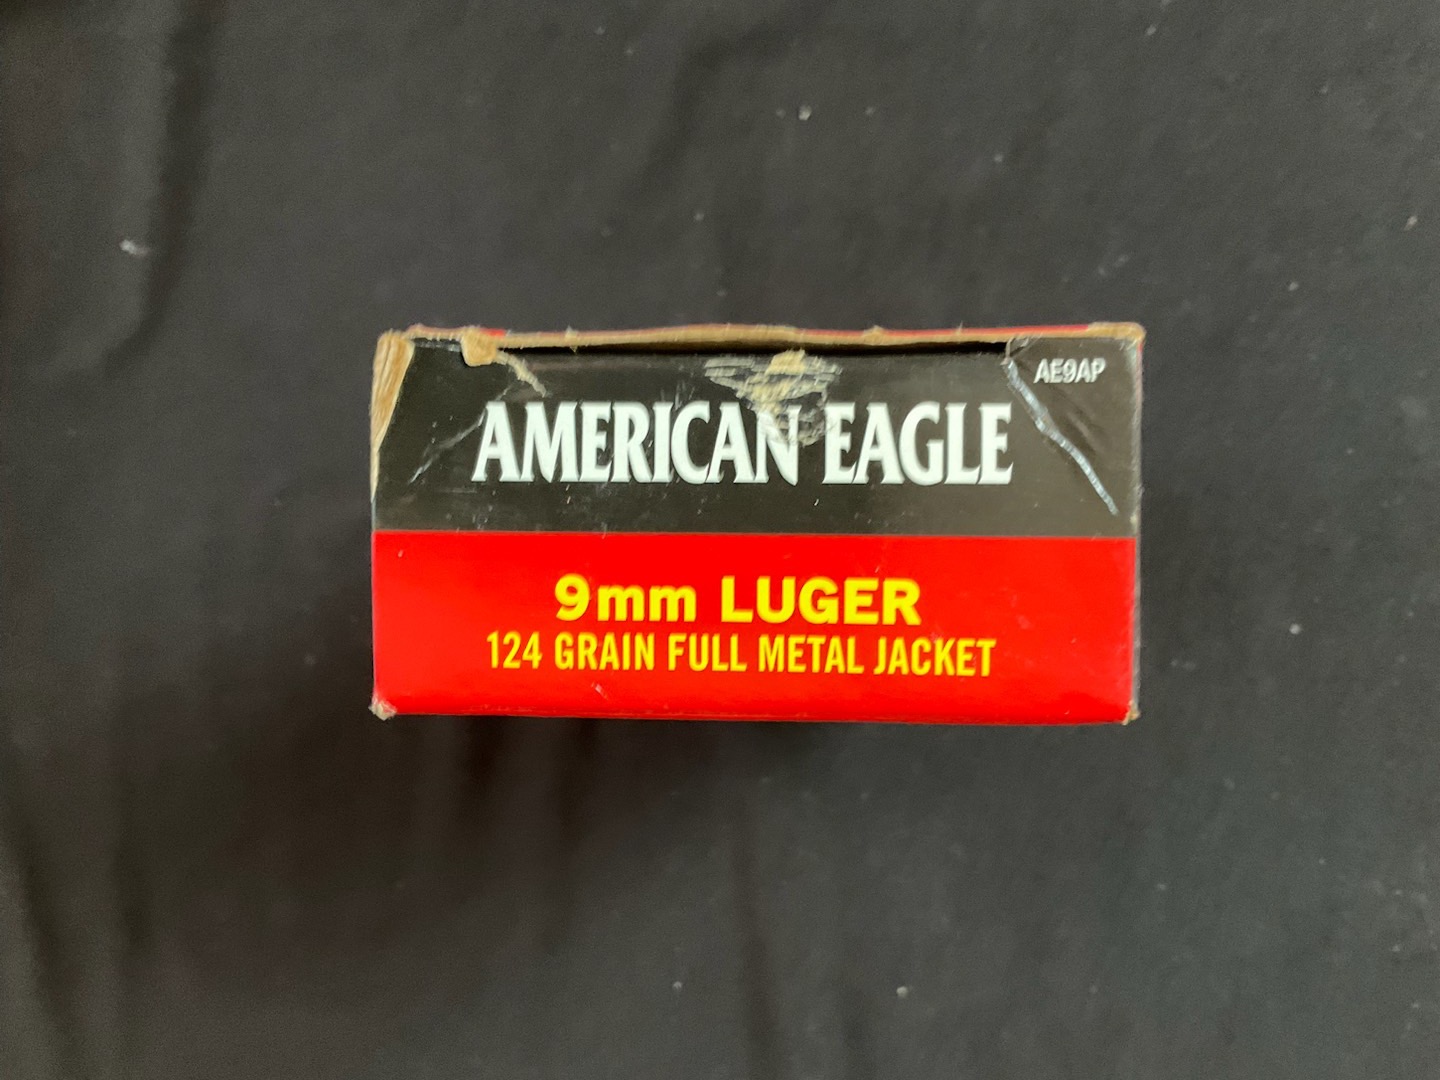 AE9AP
AMERICAN EAGLE
9mm LUGER
124 GRAIN FULL METAL JACKET